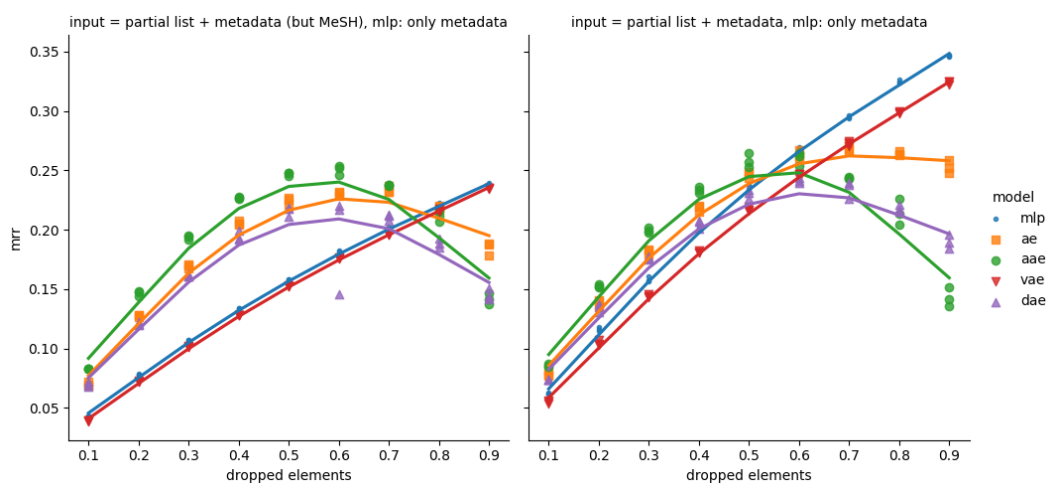 input = partial list + metadata (but MeSH), mlp: only metadata
input = partial list + metadata, mlp: only metadata
0.35
0.30
0.25
0.20
0.15
0.10
0.05
mrr
0.1 0.2 0.3 0.4 0.5 0.6 0.7 0.8 0.9
dropped elements
0.1 0.2 0.3 0.4 0.5 0.6 0.7 0.8 0.9
dropped elements
model
mlp
ae
aae
vae
dae